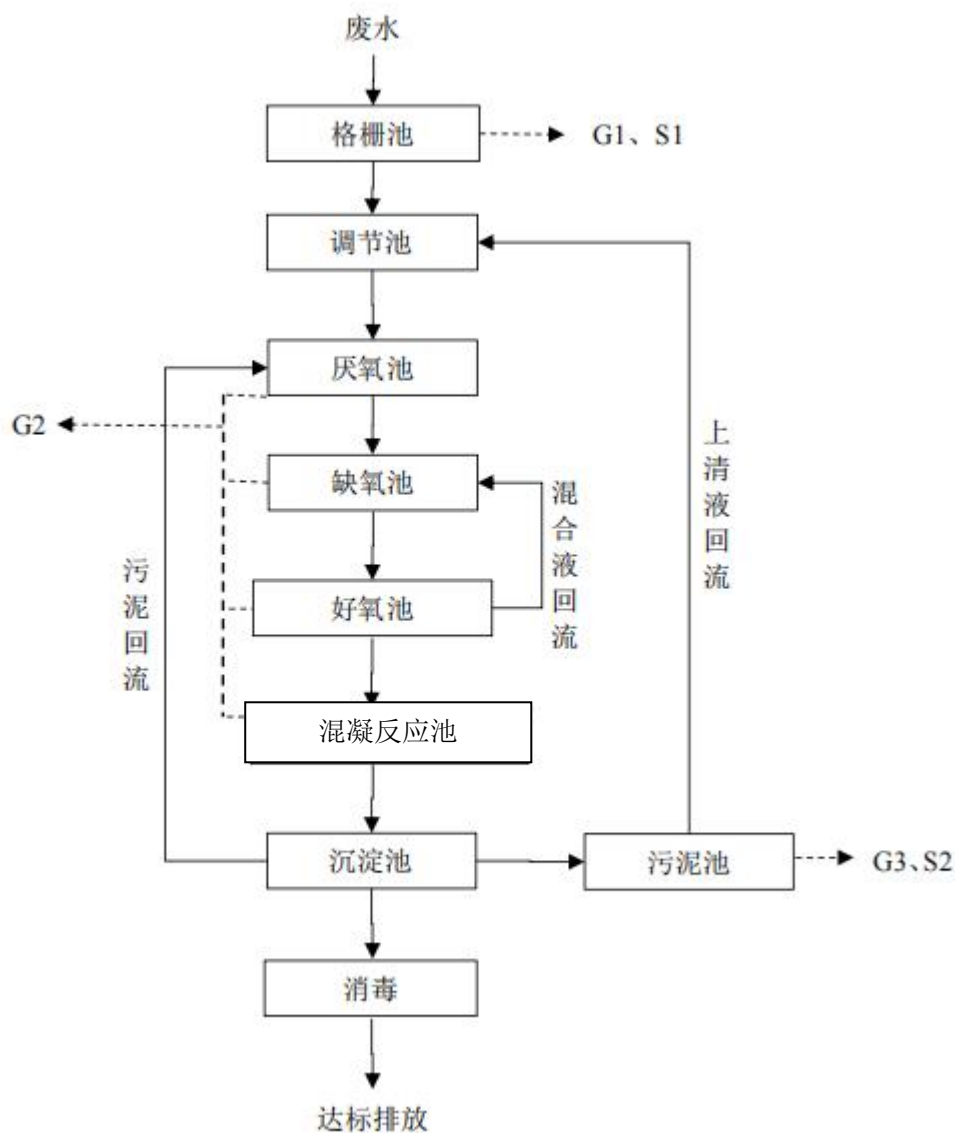 废水
格栅池
G1、S1
调节池
厌氧池
G2
缺氧池
混合液回流
上清液回流
好氧池
污泥回流
混凝反应池
沉淀池
污泥池
G3、S2
消毒
达标排放